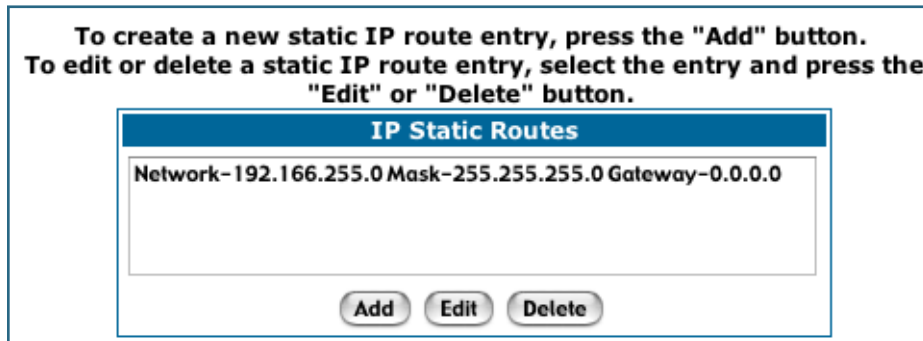 To create a new static IP route entry, press the "Add" button.
To edit or delete a static IP route entry, select the entry and press the
"Edit" or "Delete" button.
IP Static Routes
Network-192.166.255.0 Mask-255.255.255.0 Gateway-0.0.0.0
Add Edit Delete